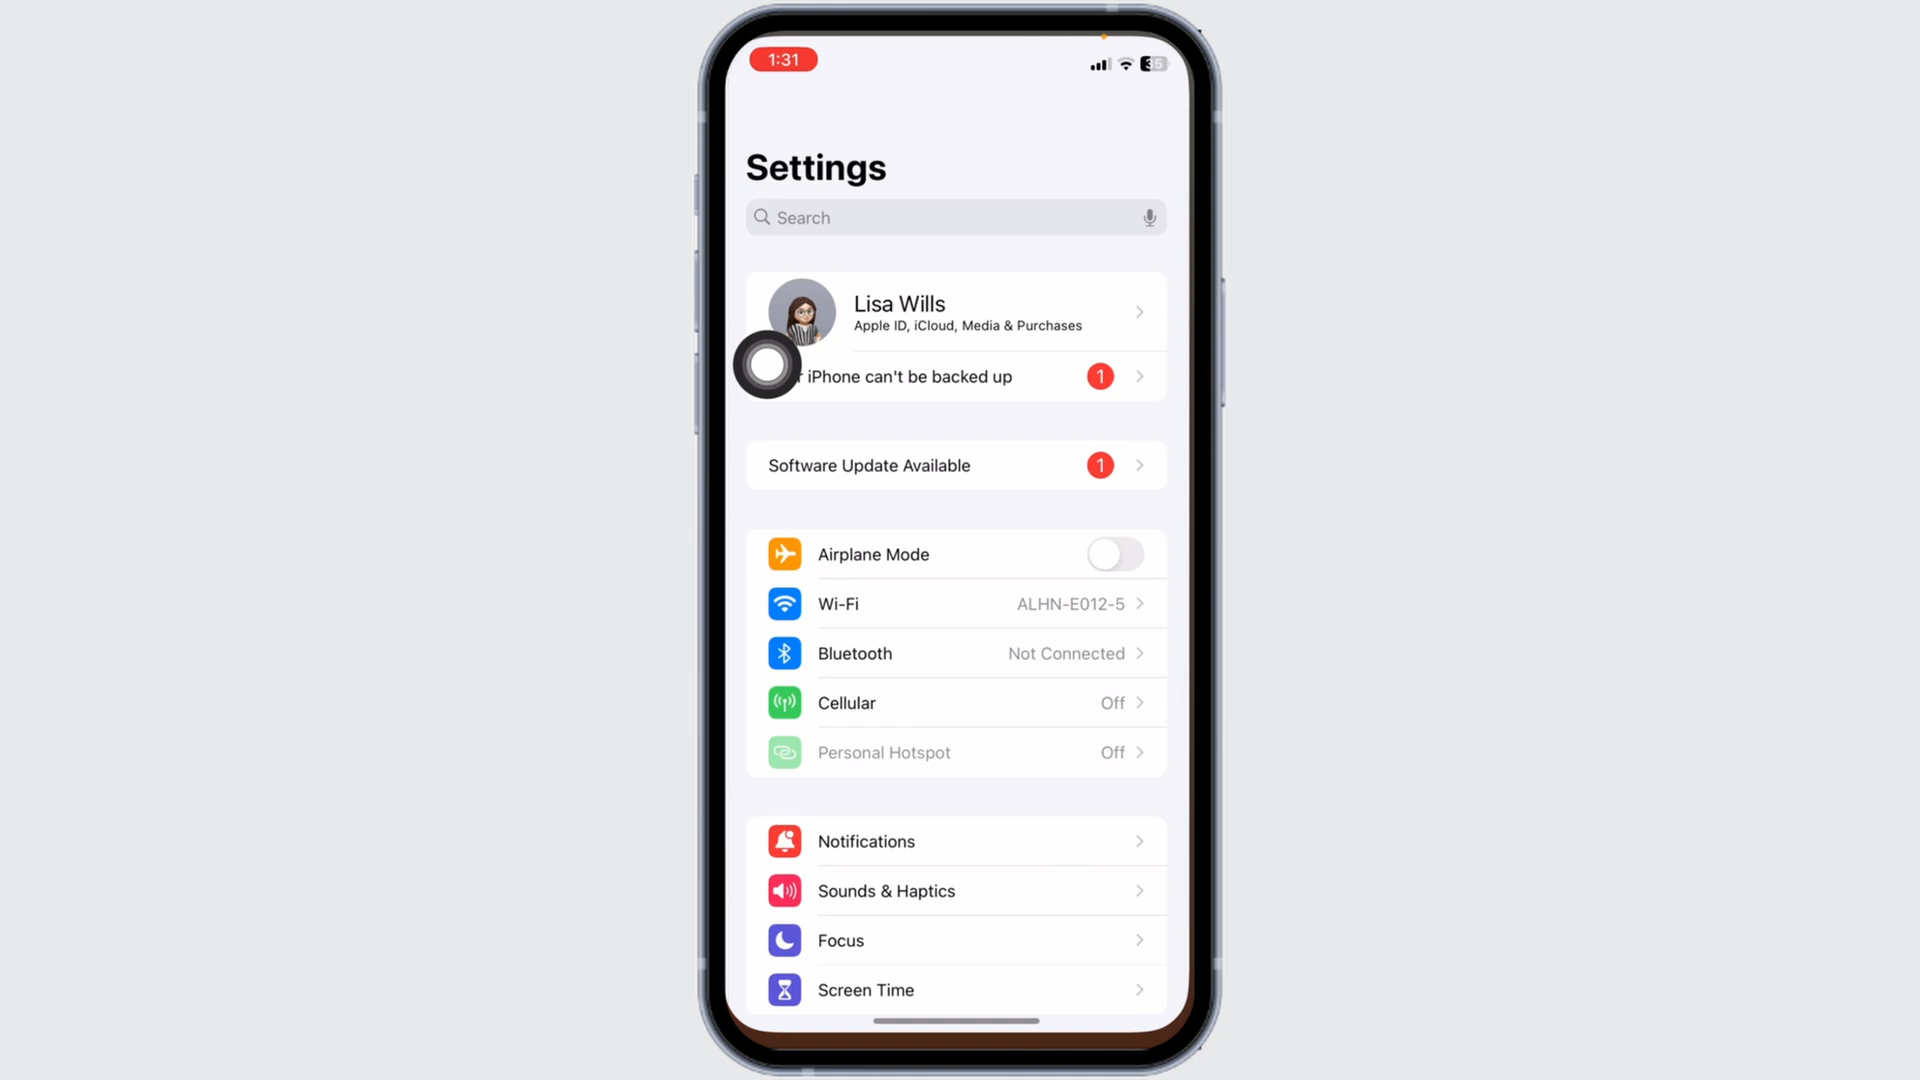 1:31
35
Settings
Search
Lisa Wills
Apple ID, iCloud, Media & Purchases
iPhone can't be backed up
1
Software Update Available
1
Airplane Mode
Wi-Fi ALHN-E012-5
Bluetooth Not Connected
Cellular Off
Personal Hotspot Off
Notifications
Sounds & Haptics
Focus
Screen Time